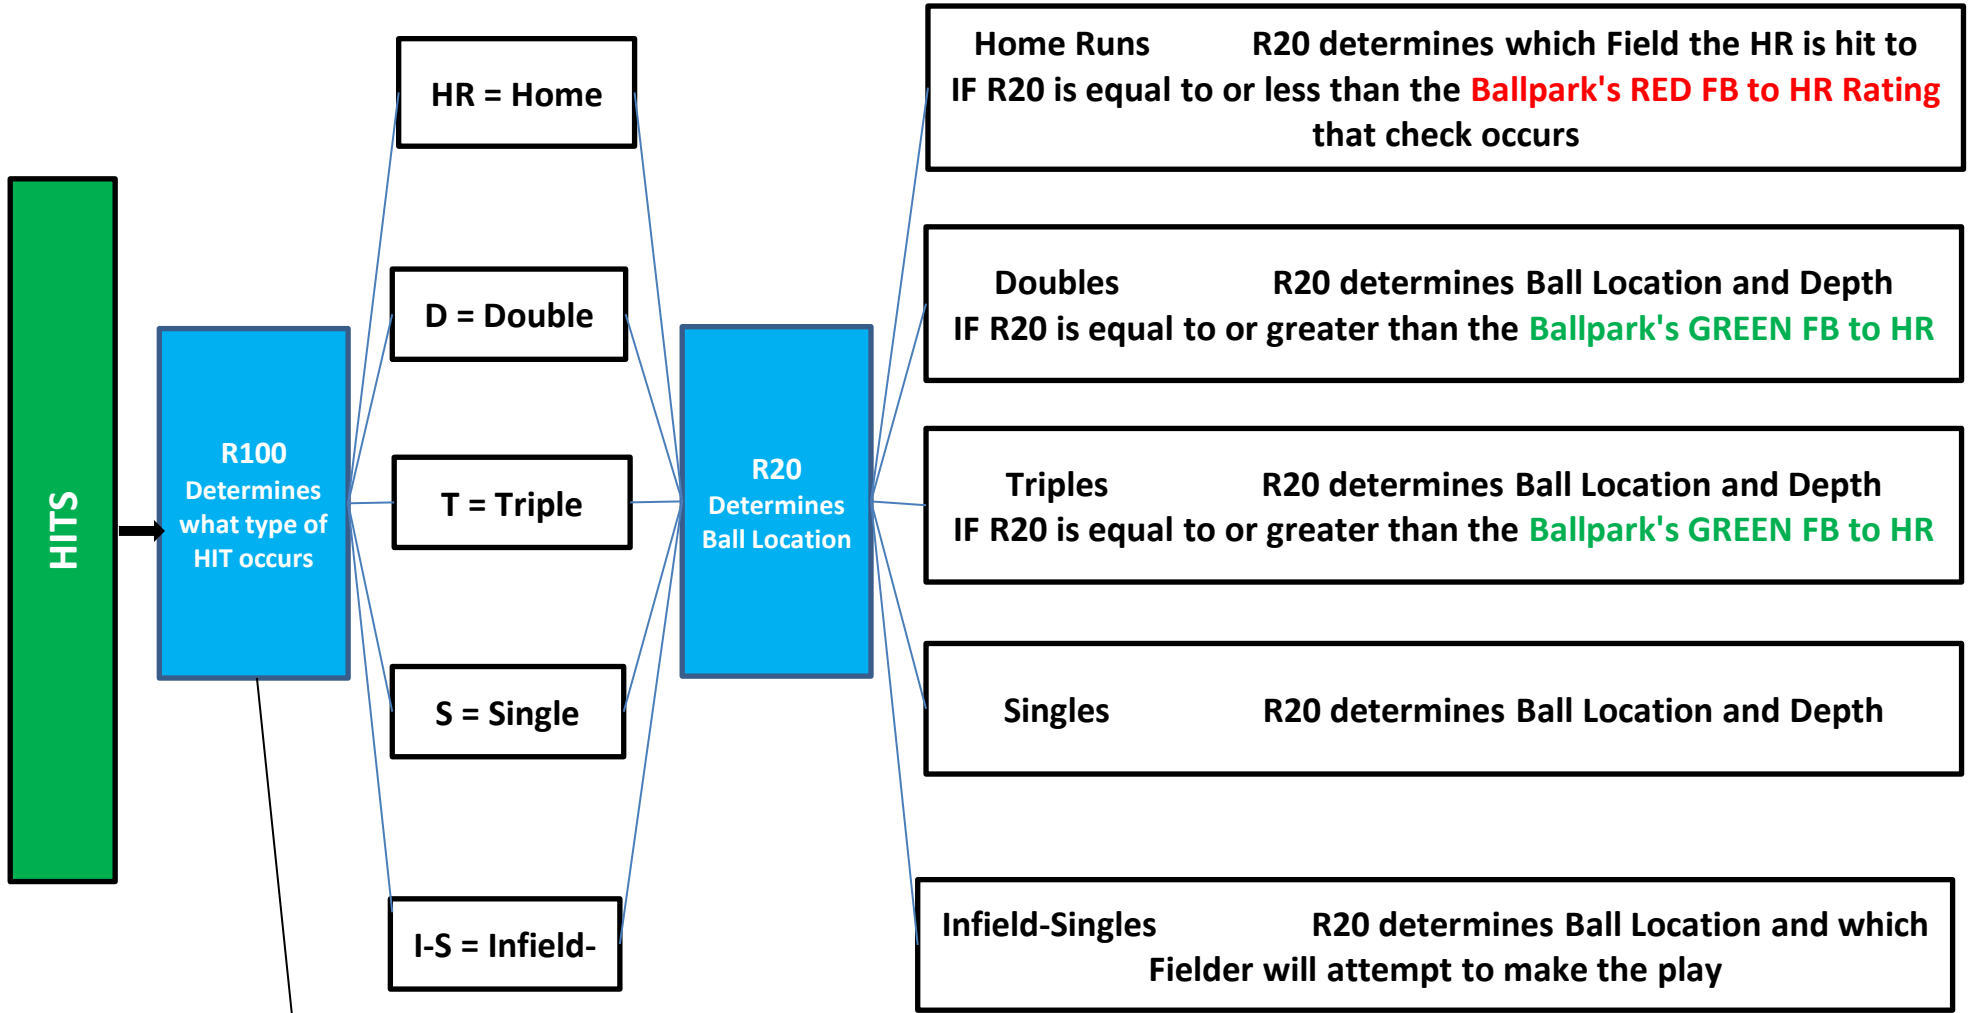 HITS
R100
Determines
what type of
HIT occurs
HR = Home
D = Double
T = Triple
S = Single
I-S = Infield-
R20
Determines
Ball Location
Home Runs R20 determines which Field the HR is hit to
IF R20 is equal to or less than the Ballpark's RED FB to HR Rating
that check occurs
Doubles R20 determines Ball Location and Depth
IF R20 is equal to or greater than the Ballpark's GREEN FB to HR
Triples R20 determines Ball Location and Depth
IF R20 is equal to or greater than the Ballpark's GREEN FB to HR
Singles R20 determines Ball Location and Depth
Infield-Singles R20 determines Ball Location and which
Fielder will attempt to make the play